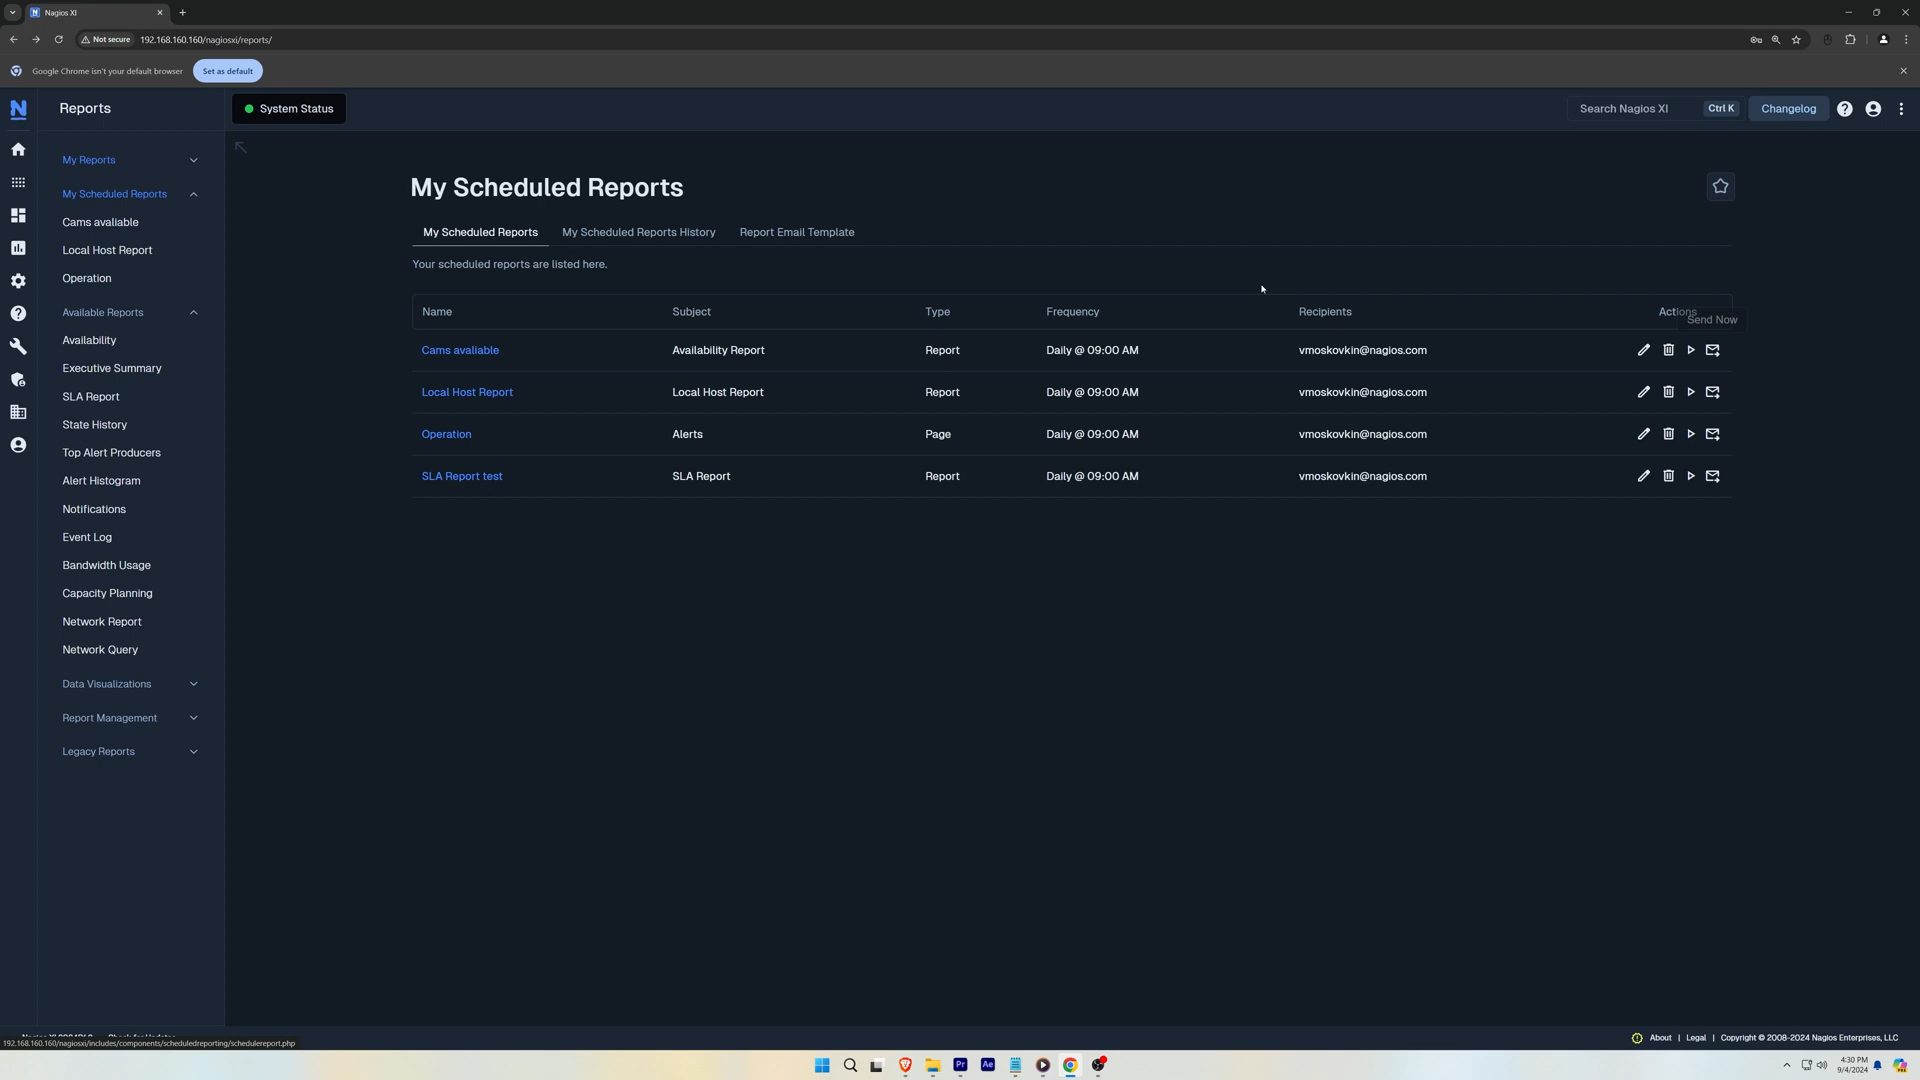 Nagios XI
Not secure 192.168.160.160/nagiosxi/reports/
Google Chrome isn't your default browser Set as default
Reports
System Status
Search Nagios XI Ctrl K Changelog
My Reports
My Scheduled Reports
Cams avaliable
Local Host Report
Operation
Available Reports
Availability
Executive Summary
SLA Report
State History
Top Alert Producers
Alert Histogram
Notifications
Event Log
Bandwidth Usage
Capacity Planning
Network Report
Network Query
Data Visualizations
Report Management
Legacy Reports
My Scheduled Reports
My Scheduled Reports My Scheduled Reports History Report Email Template
Your scheduled reports are listed here.
Name Subject Type Frequency Recipients Actions
Send Now
Cams avaliable Availability Report Report Daily @ 09:00 AM vmoskovkin@nagios.com
Local Host Report Local Host Report Report Daily @ 09:00 AM vmoskovkin@nagios.com
Operation Alerts Page Daily @ 09:00 AM vmoskovkin@nagios.com
SLA Report test SLA Report Report Daily @ 09:00 AM vmoskovkin@nagios.com
About | Legal | Copyright © 2008-2024 Nagios Enterprises, LLC
192.168.160.160/nagiosxi/includes/components/scheduledreporting/schedulereport.php
Pr Ae
4:30 PM
9/4/2024